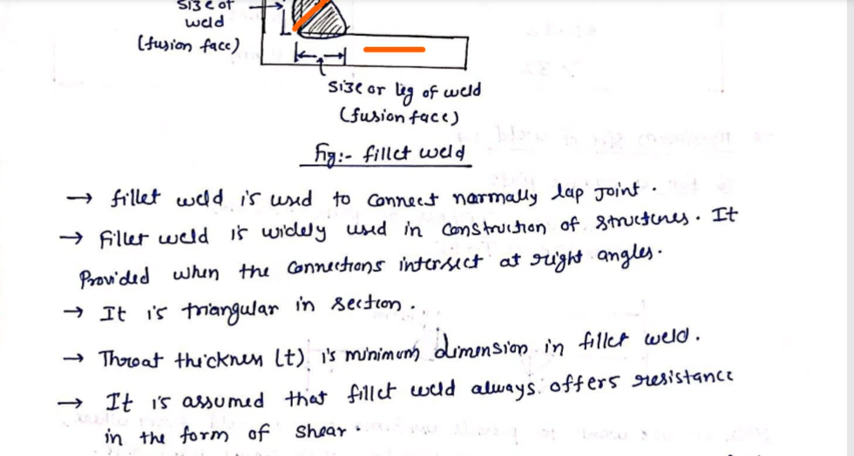 Size of
weld
(fusion face)
Size or leg of weld
(fusion face)
Fig:- fillet weld
→ fillet weld is used to connect normally lap joint.
→ Fillet weld is widely used in construction of structures. It
Provided when the connections intersect at right angles.
→ It is triangular in section.
→ Throat thickness (t) is minimum dimension in fillet weld.
→ It is assumed that fillet weld always offers resistance
in the form of shear.